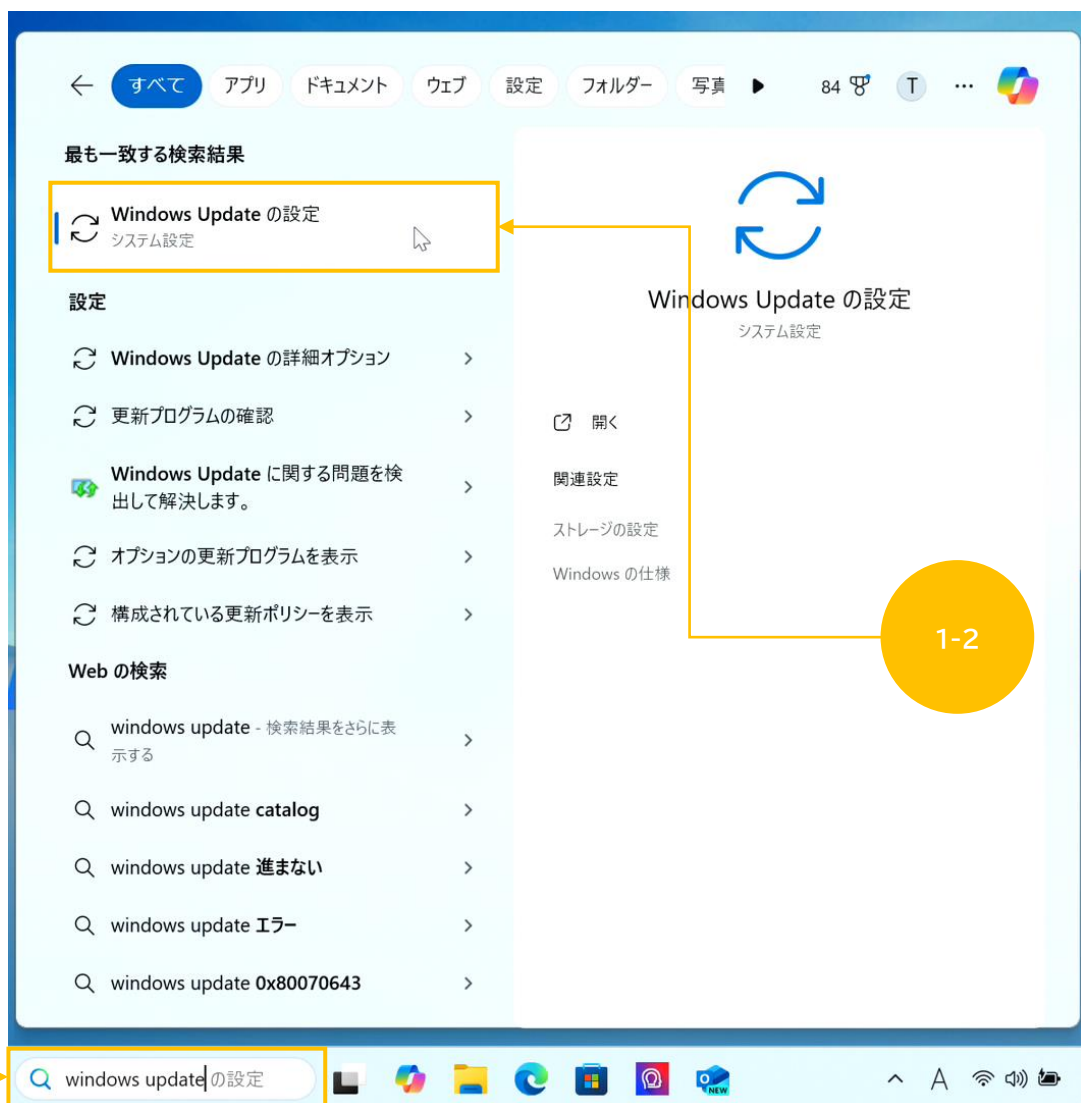 すべて
アプリ
ドキュメント
ウェブ
設定
フォルダー
写真
84
T
最も一致する検索結果
Windows Update の設定
システム設定
設定
Windows Update の詳細オプション
更新プログラムの確認
Windows Update に関する問題を検
出して解決します。
オプションの更新プログラムを表示
構成されている更新ポリシーを表示
Web の検索
windows update - 検索結果をさらに表
示する
windows update catalog
windows update 進まない
windows update エラー
windows update 0x80070643
Windows Update の設定
システム設定
開く
関連設定
ストレージの設定
Windows の仕様
1-2
windows update の設定
NEW
A